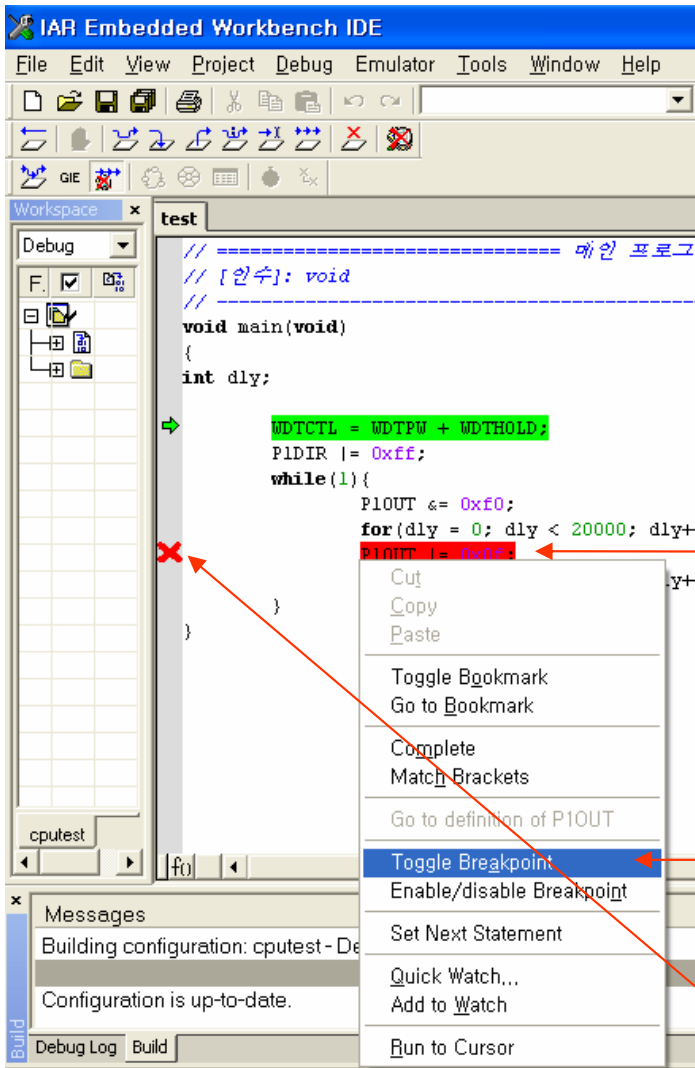 IAR Embedded Workbench IDE
File Edit View Project Debug Emulator Tools Window Help
GIE
Workspace
test
Debug
F.
// ============================== 메인 프로그
// [인수]: void
// 
void main(void)
{
int dly;
WDTCTL = WDTPW + WDTHOLD;
P1DIR |= 0xff;
while(1){
P1OUT &= 0xf0;
for(dly = 0; dly < 20000; dly+
P1OUT |= 0x0f;
.y+
}
}
Cut
Copy
Paste
Toggle Bookmark
Go to Bookmark
Complete
Match Brackets
Go to definition of P1OUT
Toggle Breakpoint
Enable/disable Breakpoint
Set Next Statement
Quick Watch...
Add to Watch
Run to Cursor
cputest
f()
Messages
Building configuration: cputest - De
Configuration is up-to-date.
Build
Debug Log Build